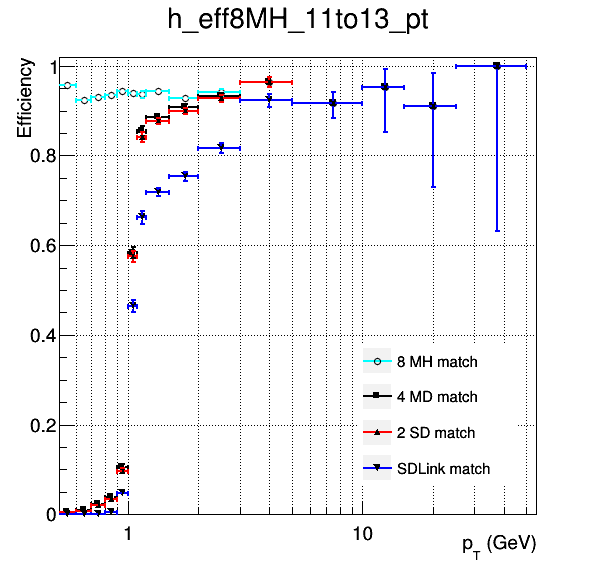 h_eff8MH_11to13_pt
Efficiency
1
0.8
0.6
0.4
0.2
0
8 MH match
4 MD match
2 SD match
SDLink match
1
10
p_T (GeV)